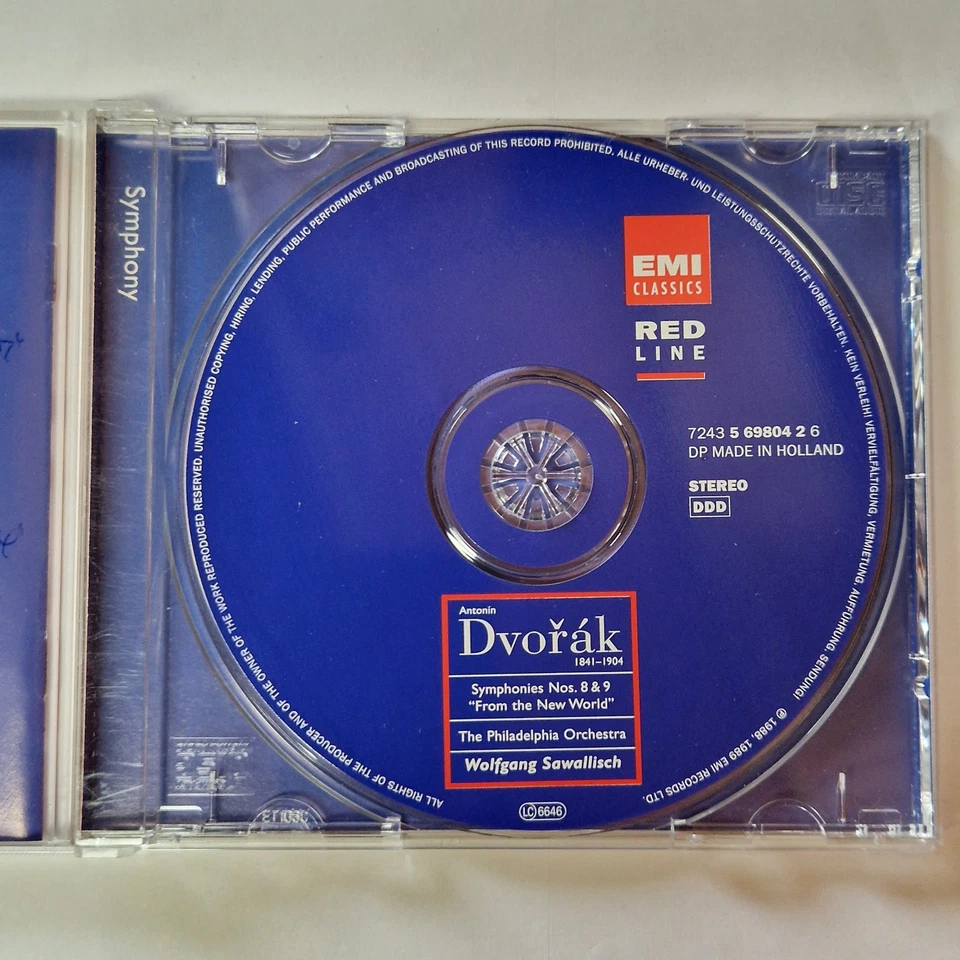 Symphony
EMI
CLASSICS
RED
LINE
7243 5 69804 2 6
DP MADE IN HOLLAND
STEREO
DDD
Antonín
Dvořák
1841–1904
Symphonies Nos. 8 & 9
“From the New World”
The Philadelphia Orchestra
Wolfgang Sawallisch
LC 6646
ALL RIGHTS OF THE PRODUCER AND OF THE OWNER OF THE WORK REPRODUCED RESERVED. UNAUTHORISED COPYING, HIRING, LENDING, PUBLIC PERFORMANCE AND BROADCASTING OF THIS RECORD PROHIBITED. ALLE URHEBER- UND LEISTUNGSSCHUTZRECHTE VORBEHALTEN. KEIN VERLEIH! VERVIELFÄLTIGUNG, VERMIETUNG, AUFFÜHRUNG, SENDUNG!
℗ 1988, 1989 EMI RECORDS LTD.